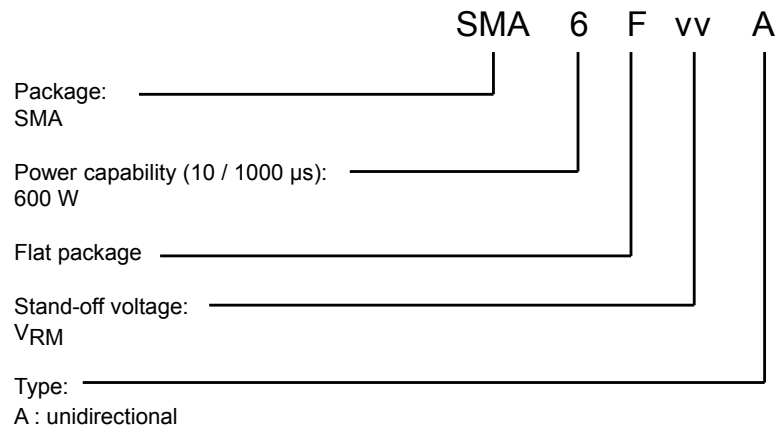 SMA 6 F vv A
Package:
SMA
Power capability (10 / 1000 µs):
600 W
Flat package
Stand-off voltage:
VRM
Type:
A : unidirectional